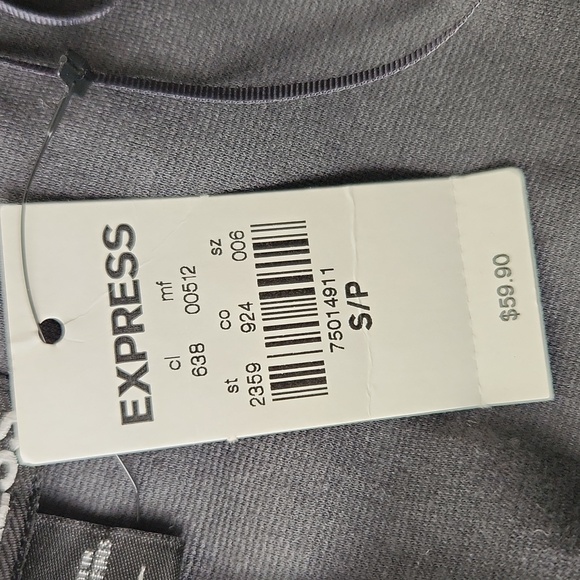 EXPRESS
cl mf
638 00512
st co sz
2359 924 006
75014911
S/P
$59.90